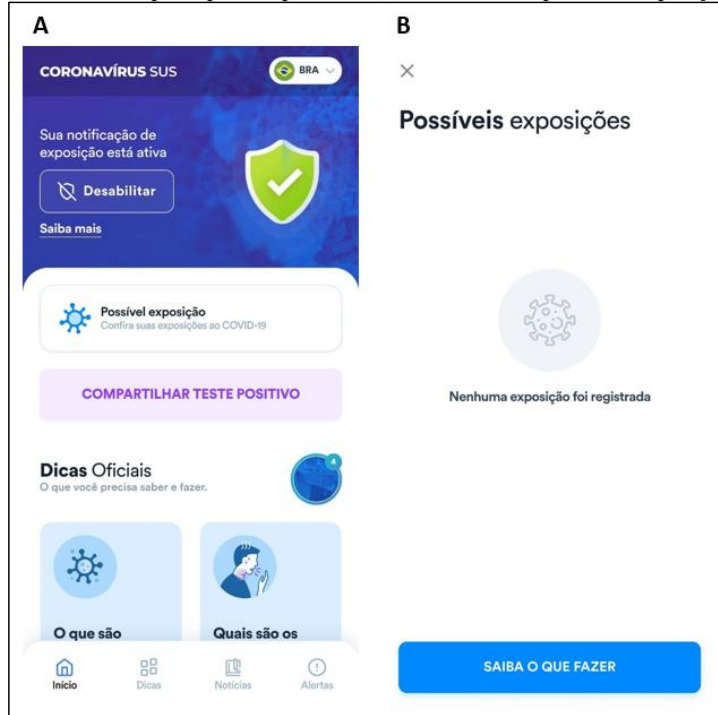 A
CORONAVÍRUS SUS
BRA
Sua notificação de
exposição está ativa
Desabilitar
Saiba mais
Possível exposição
Confira suas exposições ao COVID-19
COMPARTILHAR TESTE POSITIVO
Dicas Oficiais
O que você precisa saber e fazer.
4
O que são
Quais são os
Início
Dicas
Notícias
Alertas
B
Possíveis exposições
Nenhuma exposição foi registrada
SAIBA O QUE FAZER